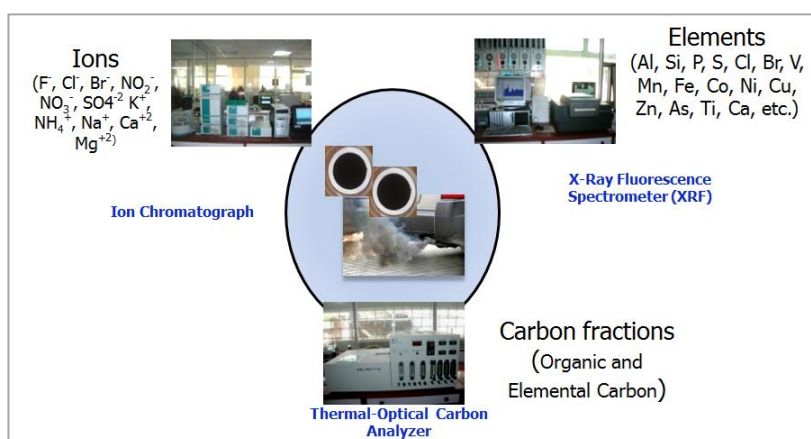 Ions
(F⁻, Cl⁻, Br⁻, NO₂⁻,
NO₃⁻, SO4⁻² K⁺,
NH₄⁺, Na⁺, Ca⁺²,
Mg⁺²)
Ion Chromatograph
Elements
(Al, Si, P, S, Cl, Br, V,
Mn, Fe, Co, Ni, Cu,
Zn, As, Ti, Ca, etc.)
X-Ray Fluorescence
Spectrometer (XRF)
Carbon fractions
(Organic and
Elemental Carbon)
Thermal-Optical Carbon
Analyzer